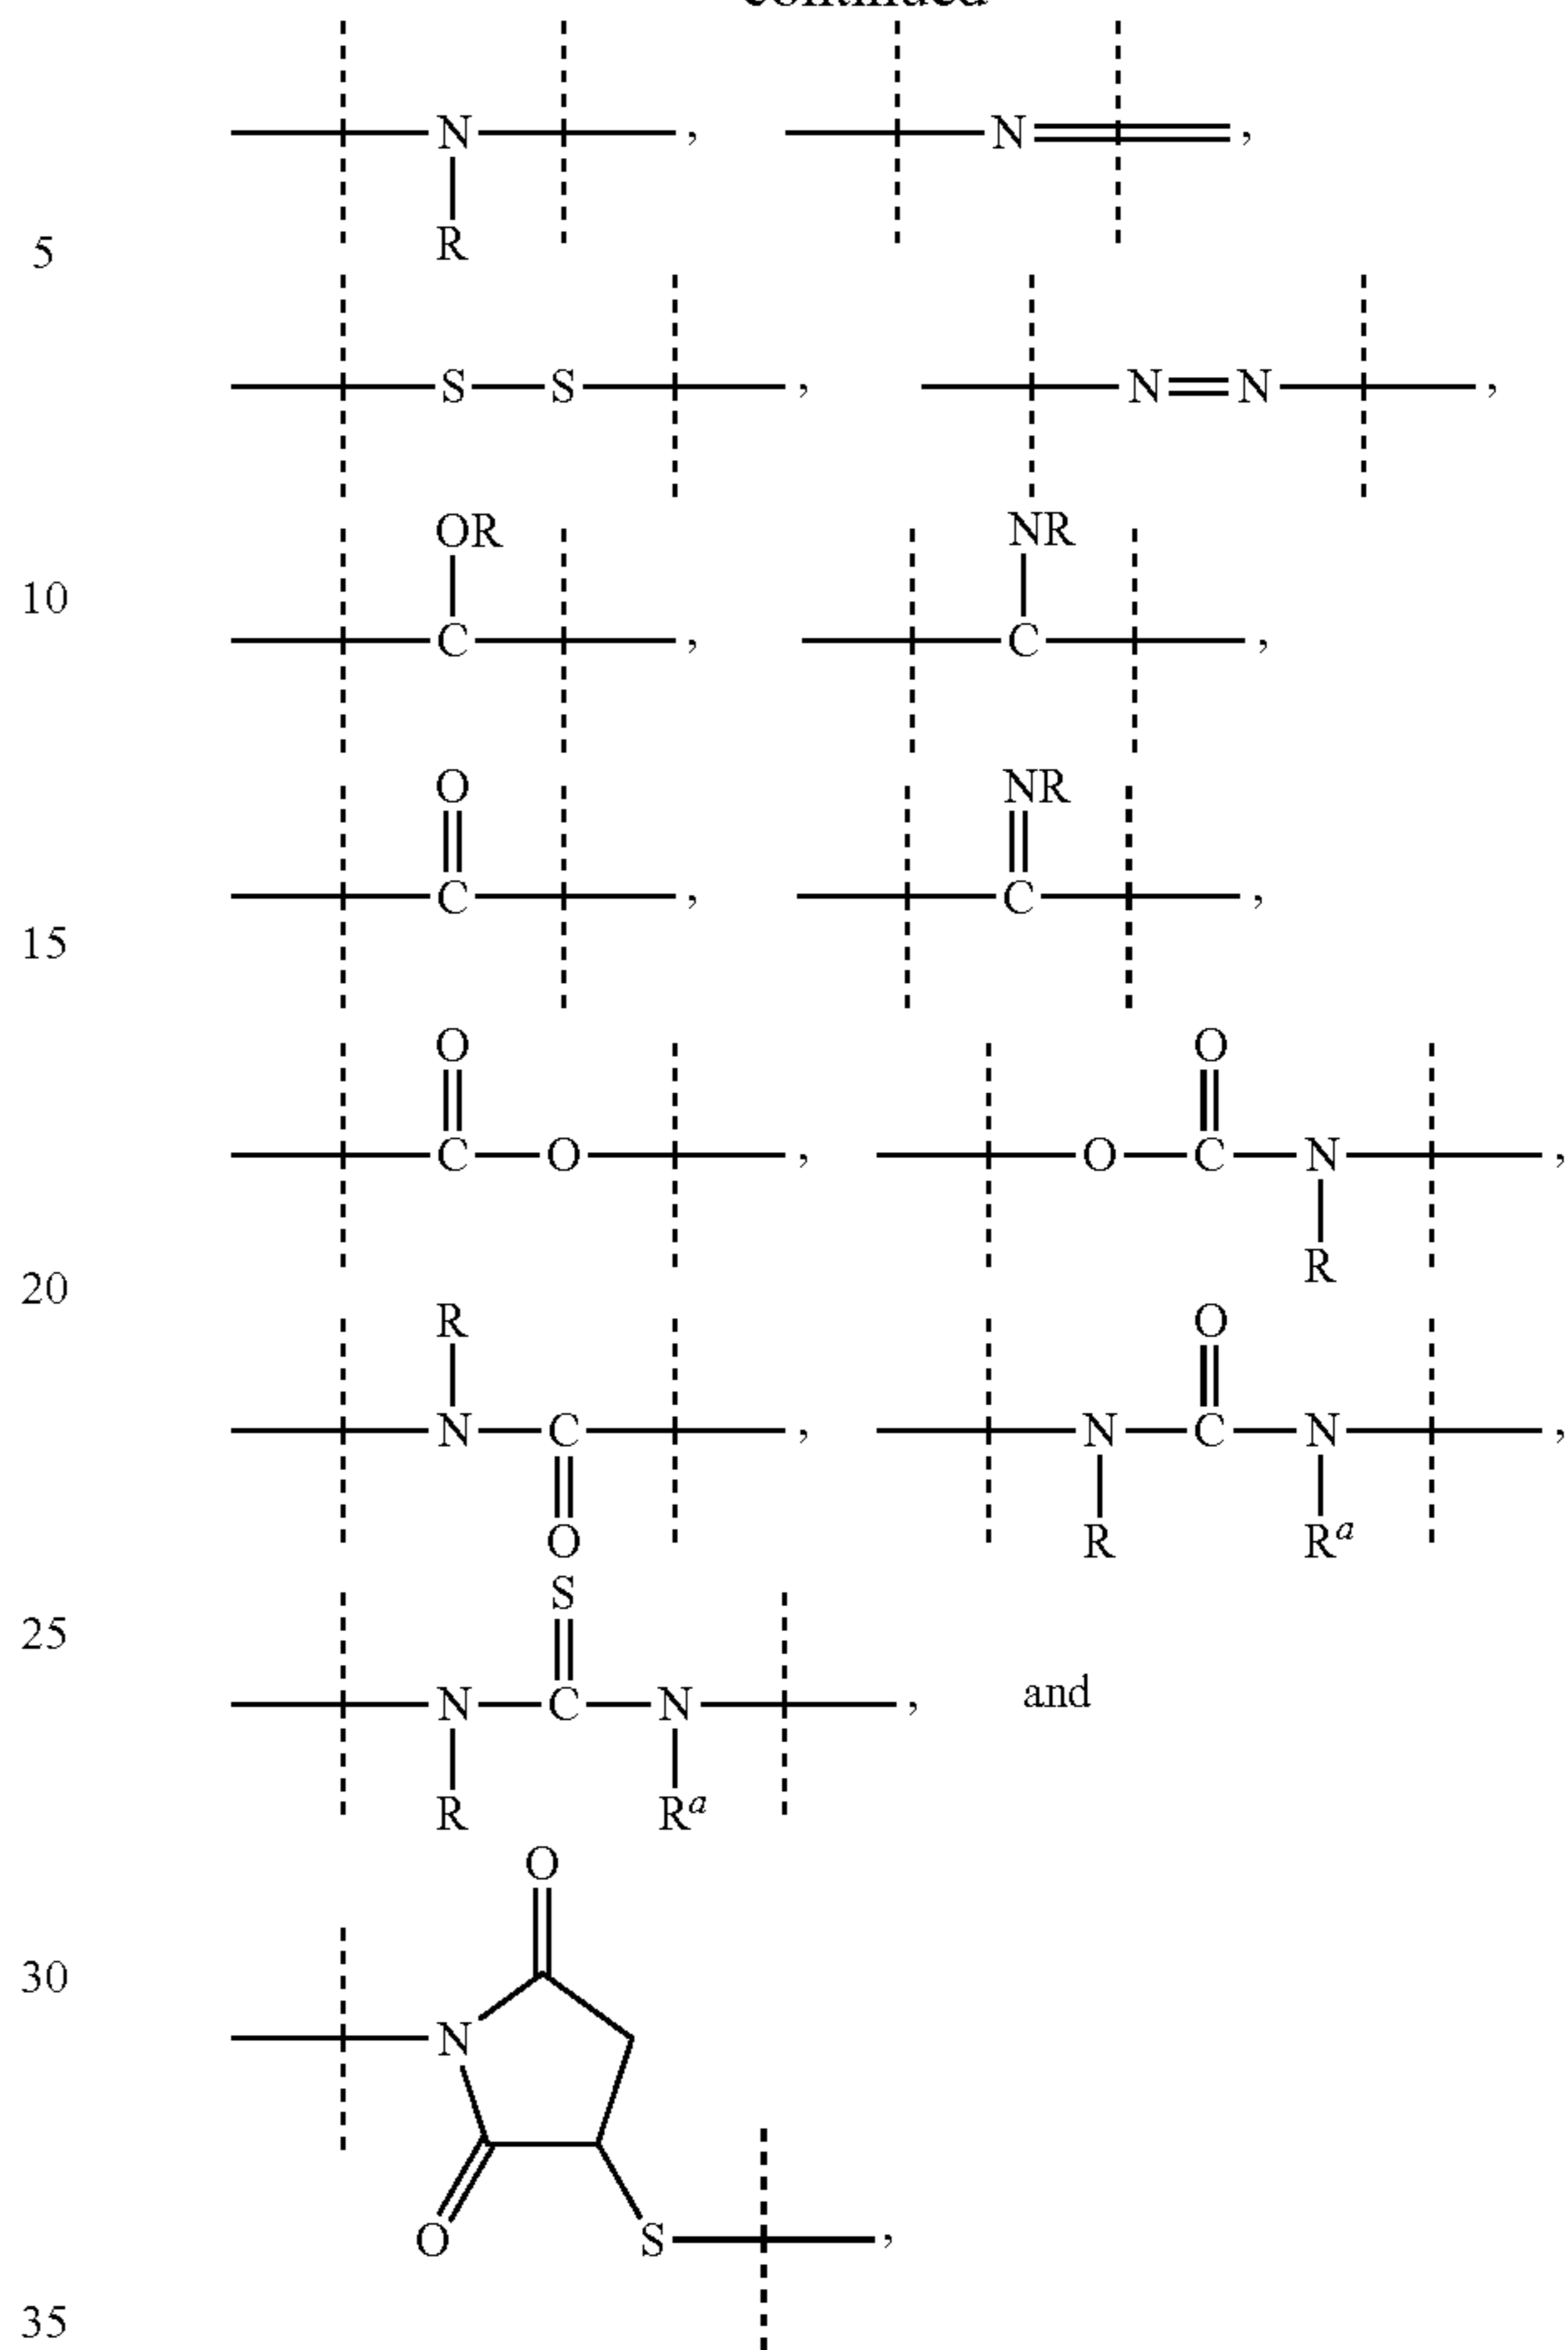 continued
N , N ,
R
5
S S , N N ,
OR NR
10
C , C ,
O NR
C , C ,
15
O O
C O , O C N ,
R
20
R O
N C , N C N ,
O R Rᵃ
S
25
N C N , and
R Rᵃ
O
30
N
O S ,
35